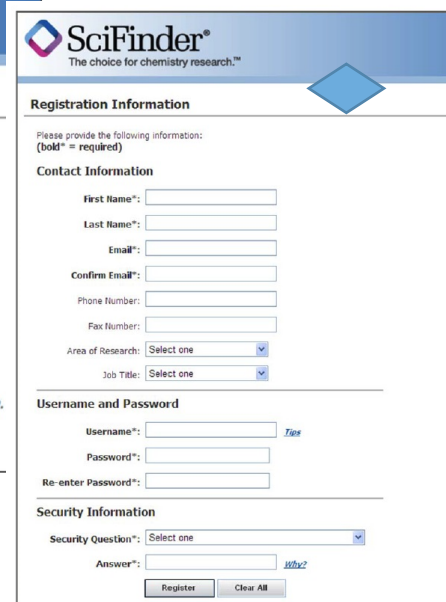 SciFinder®
The choice for chemistry research.™
Registration Information
Please provide the following information:
(bold* = required)
Contact Information
First Name*:
Last Name*:
Email*:
Confirm Email*:
Phone Number:
Fax Number:
Area of Research: Select one
Job Title: Select one
Username and Password
Username*: Tips
Password*:
Re-enter Password*:
Security Information
Security Question*: Select one
Answer*: Why?
Register Clear All